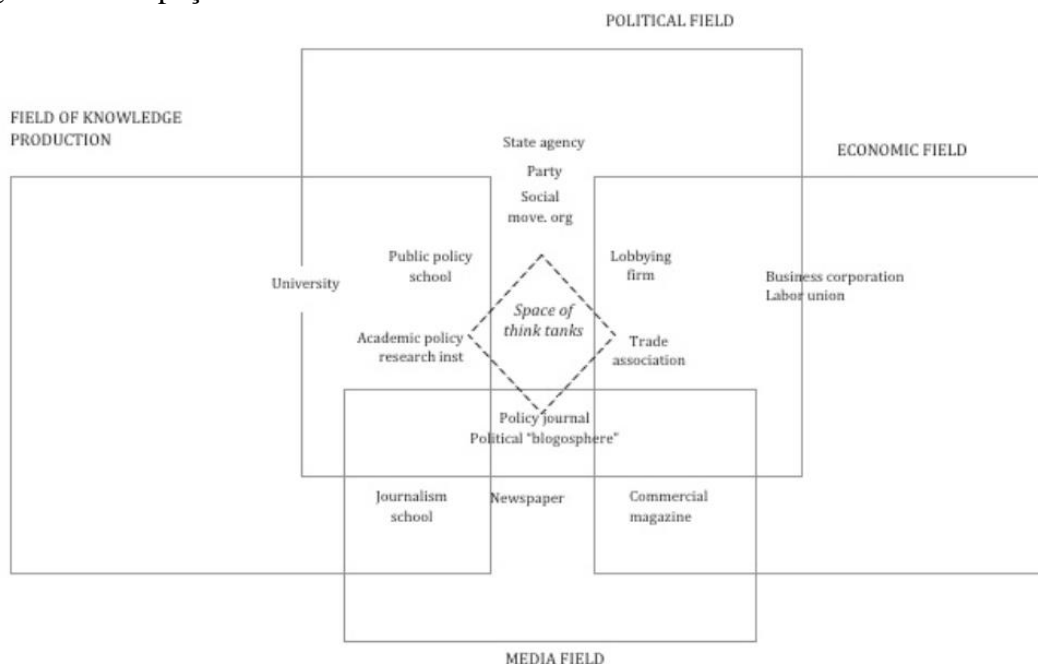 POLITICAL FIELD
FIELD OF KNOWLEDGE
PRODUCTION
ECONOMIC FIELD
State agency
Party
Social
move. org
Public policy
school
Lobbying
firm
University
Business corporation
Labor union
Space of
think tanks
Academic policy
research inst
Trade
association
Policy journal
Political "blogosphere"
Journalism
school
Newspaper
Commercial
magazine
MEDIA FIELD